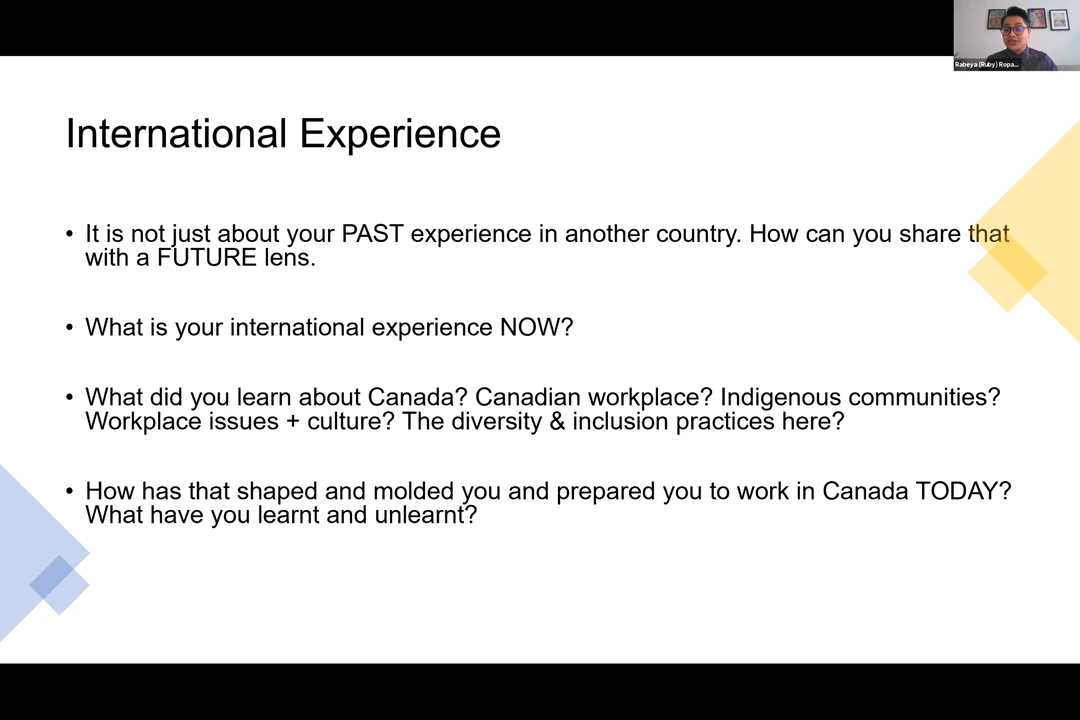 Rabeya (Ruby) Ropa...
International Experience
• It is not just about your PAST experience in another country. How can you share that
with a FUTURE lens.
• What is your international experience NOW?
• What did you learn about Canada? Canadian workplace? Indigenous communities?
Workplace issues + culture? The diversity & inclusion practices here?
• How has that shaped and molded you and prepared you to work in Canada TODAY?
What have you learnt and unlearnt?